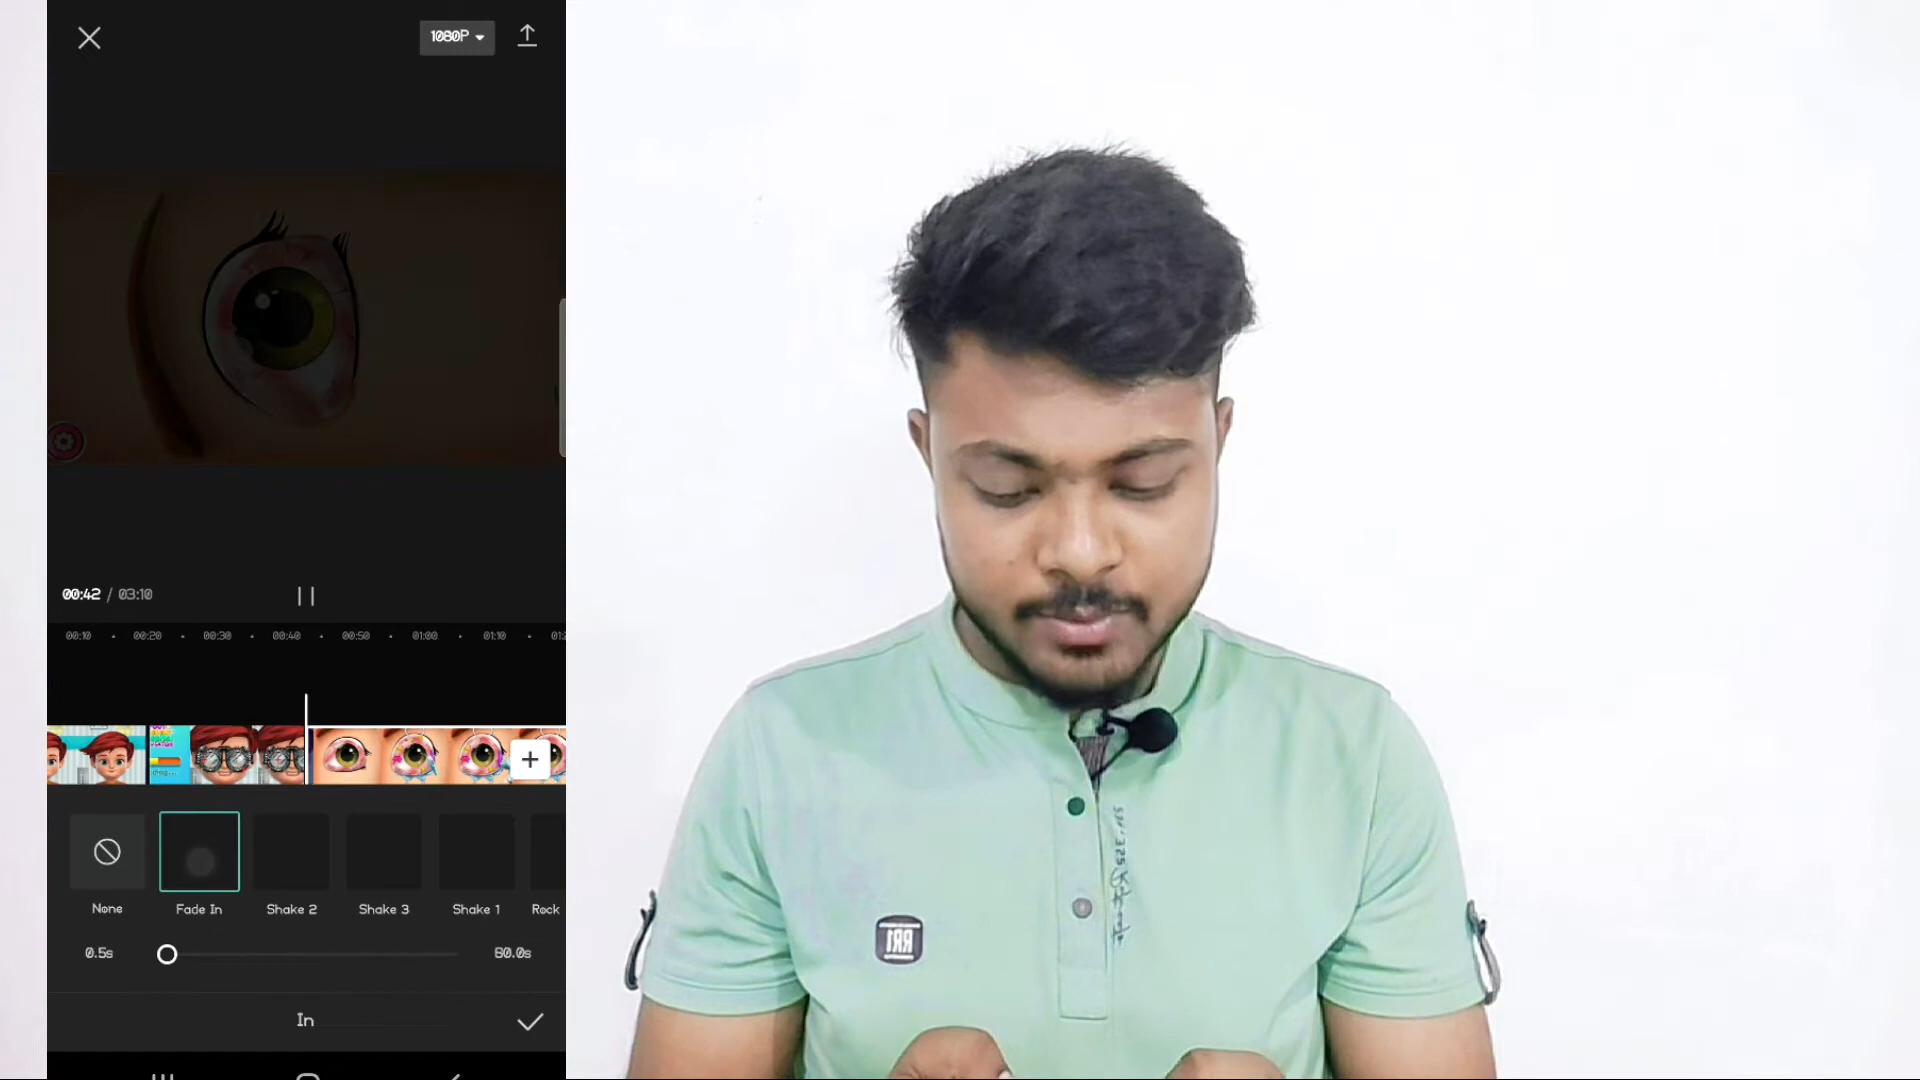 1080P
00:42 / 03:10
00:10 00:20 00:30 00:40 00:50 01:00 01:10
None
Fade In
Shake 2
Shake 3
Shake 1
Rock
0.5s
80.0s
In